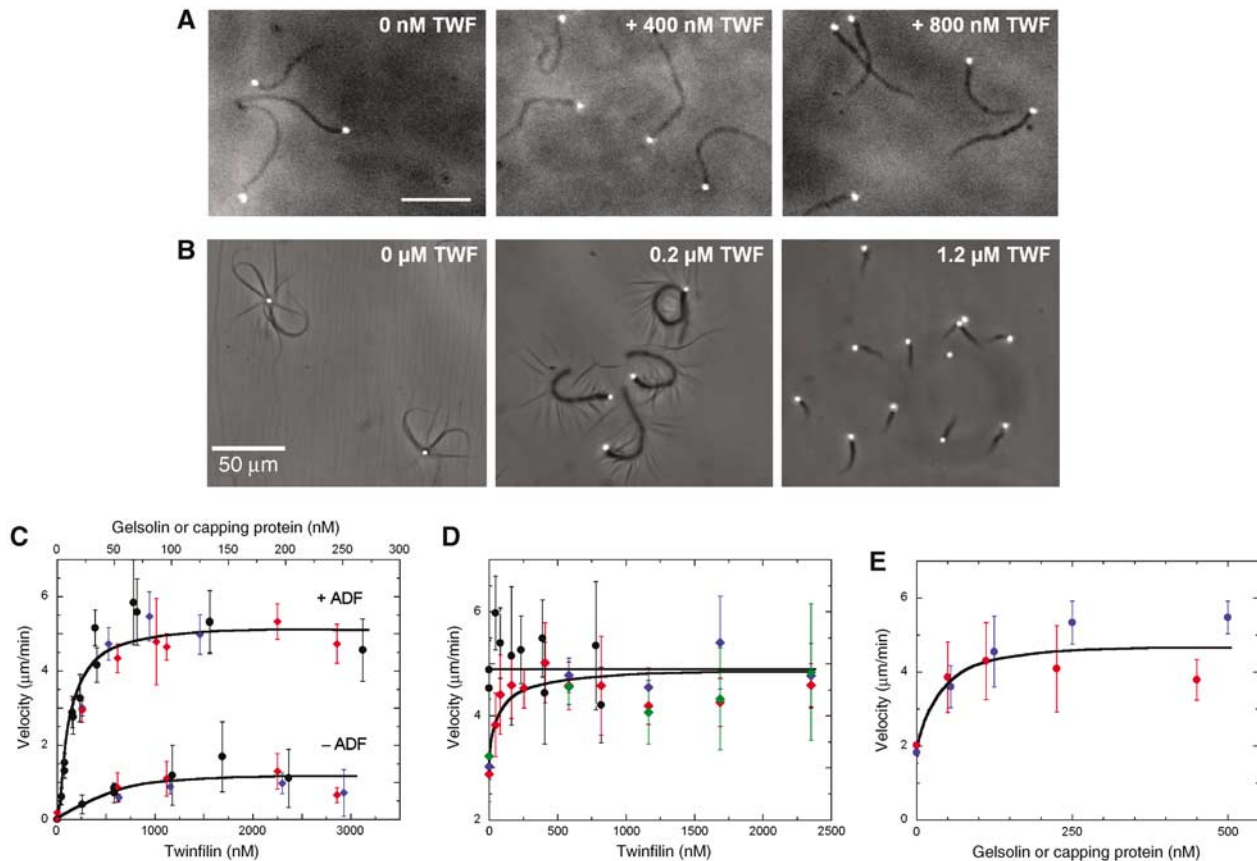 A
0 nM TWF
+ 400 nM TWF
+ 800 nM TWF
B
0 µM TWF
0.2 µM TWF
1.2 µM TWF
50 µm
C
Gelsolin or capping protein (nM)
0 50 100 150 200 250 300
Velocity (µm/min)
6
4
2
0
+ ADF
– ADF
0 1000 2000 3000
Twinfilin (nM)
D
Velocity (µm/min)
6
4
2
0 500 1000 1500 2000 2500
Twinfilin (nM)
E
Velocity (µm/min)
8
6
4
2
0
0 250 500
Gelsolin or capping protein (nM)